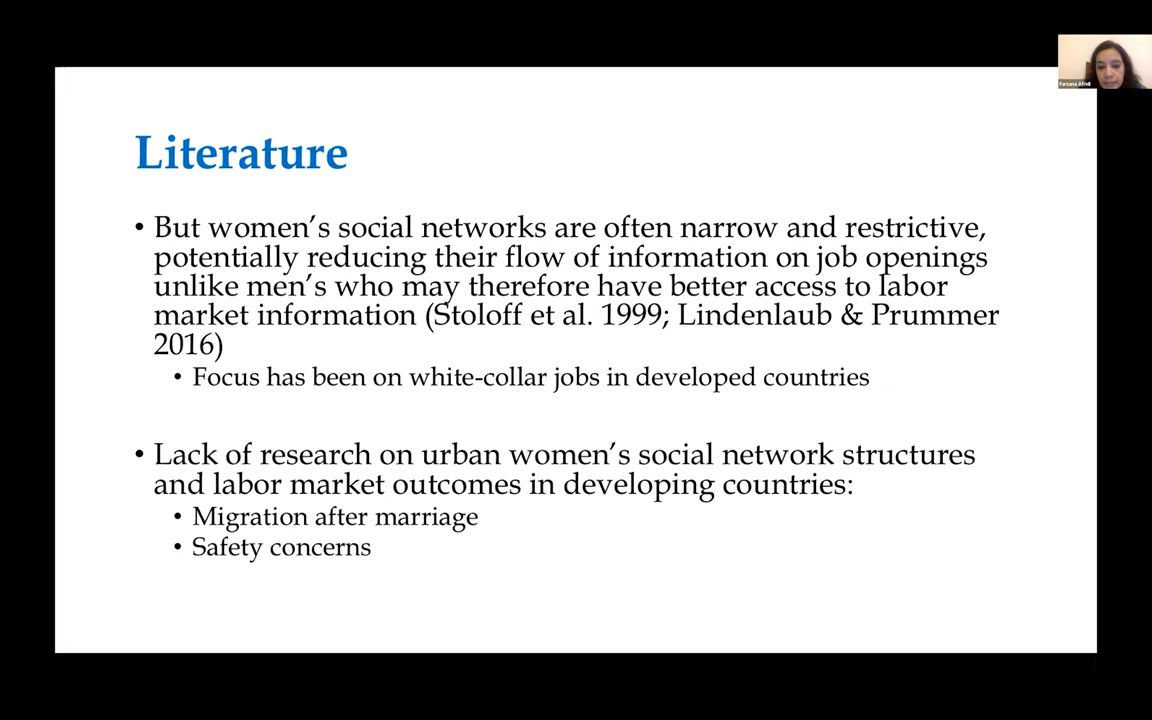 Farzana Afridi
Literature
• But women’s social networks are often narrow and restrictive,
potentially reducing their flow of information on job openings
unlike men’s who may therefore have better access to labor
market information (Stoloff et al. 1999; Lindenlaub & Prummer
2016)
• Focus has been on white-collar jobs in developed countries
• Lack of research on urban women’s social network structures
and labor market outcomes in developing countries:
• Migration after marriage
• Safety concerns